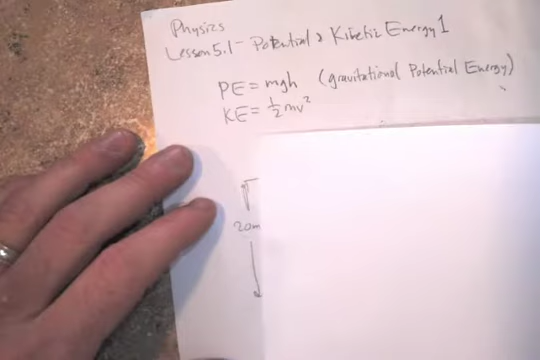 Physics
Lesson 5.1 - Potential & Kinetic Energy 1
PE = mgh (gravitational Potential Energy)
KE = ½mv²
20m